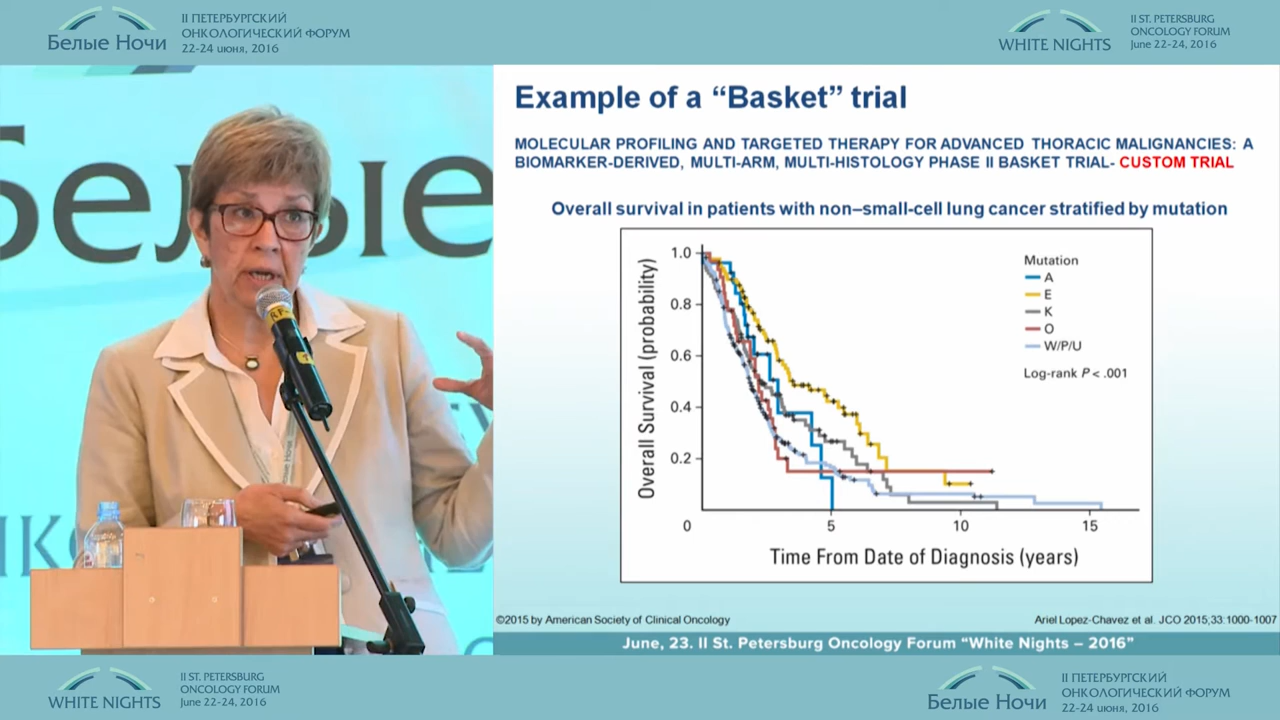 Белые Ночи
II ПЕТЕРБУРГСКИЙ
ОНКОЛОГИЧЕСКИЙ ФОРУМ
22-24 июня, 2016
WHITE NIGHTS
II ST. PETERSBURG
ONCOLOGY FORUM
June 22-24, 2016
Белые
Example of a “Basket” trial
MOLECULAR PROFILING AND TARGETED THERAPY FOR ADVANCED THORACIC MALIGNANCIES: A
BIOMARKER-DERIVED, MULTI-ARM, MULTI-HISTOLOGY PHASE II BASKET TRIAL- CUSTOM TRIAL
Overall survival in patients with non–small-cell lung cancer stratified by mutation
Overall Survival (probability)
1.0
0.8
0.6
0.4
0.2
0
5
10
15
Time From Date of Diagnosis (years)
Mutation
A
E
K
O
W/P/U
Log-rank P < .001
©2015 by American Society of Clinical Oncology
Ariel Lopez-Chavez et al. JCO 2015;33:1000-1007
June, 23. II St. Petersburg Oncology Forum “White Nights – 2016”
WHITE NIGHTS
II ST. PETERSBURG
ONCOLOGY FORUM
June 22-24, 2016
Белые Ночи
II ПЕТЕРБУРГСКИЙ
ОНКОЛОГИЧЕСКИЙ ФОРУМ
22-24 июня, 2016